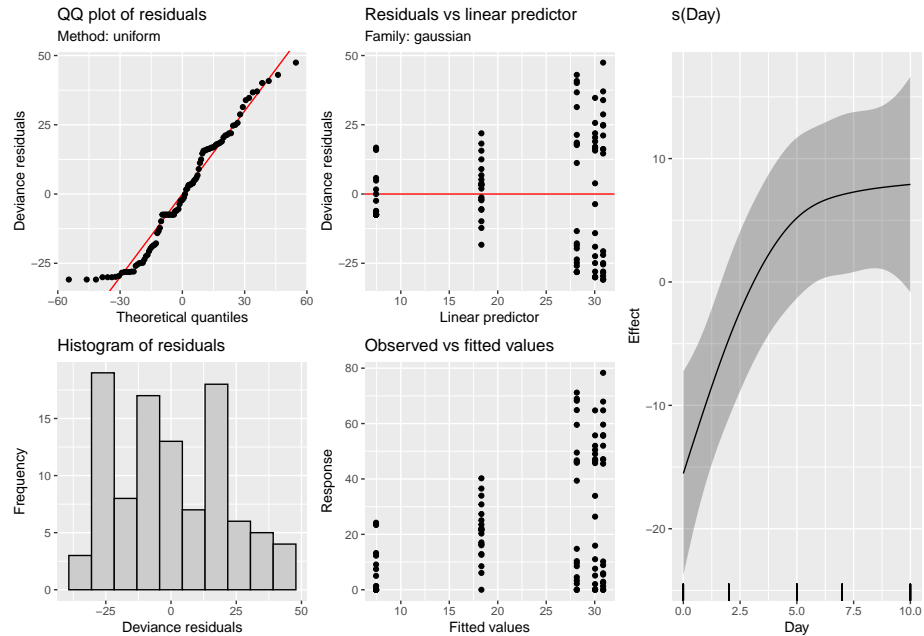 QQ plot of residuals
Method: uniform
50
25
0
−25
−60
−30
0
30
60
Deviance residuals
Theoretical quantiles
Residuals vs linear predictor
Family: gaussian
50
25
0
−25
10
15
20
25
30
Deviance residuals
Linear predictor
Histogram of residuals
15
10
5
0
−25
0
25
50
Frequency
Deviance residuals
Observed vs fitted values
80
60
40
20
0
10
15
20
25
30
Response
Fitted values
s(Day)
10
0
−10
−20
0.0
2.5
5.0
7.5
10.0
Effect
Day